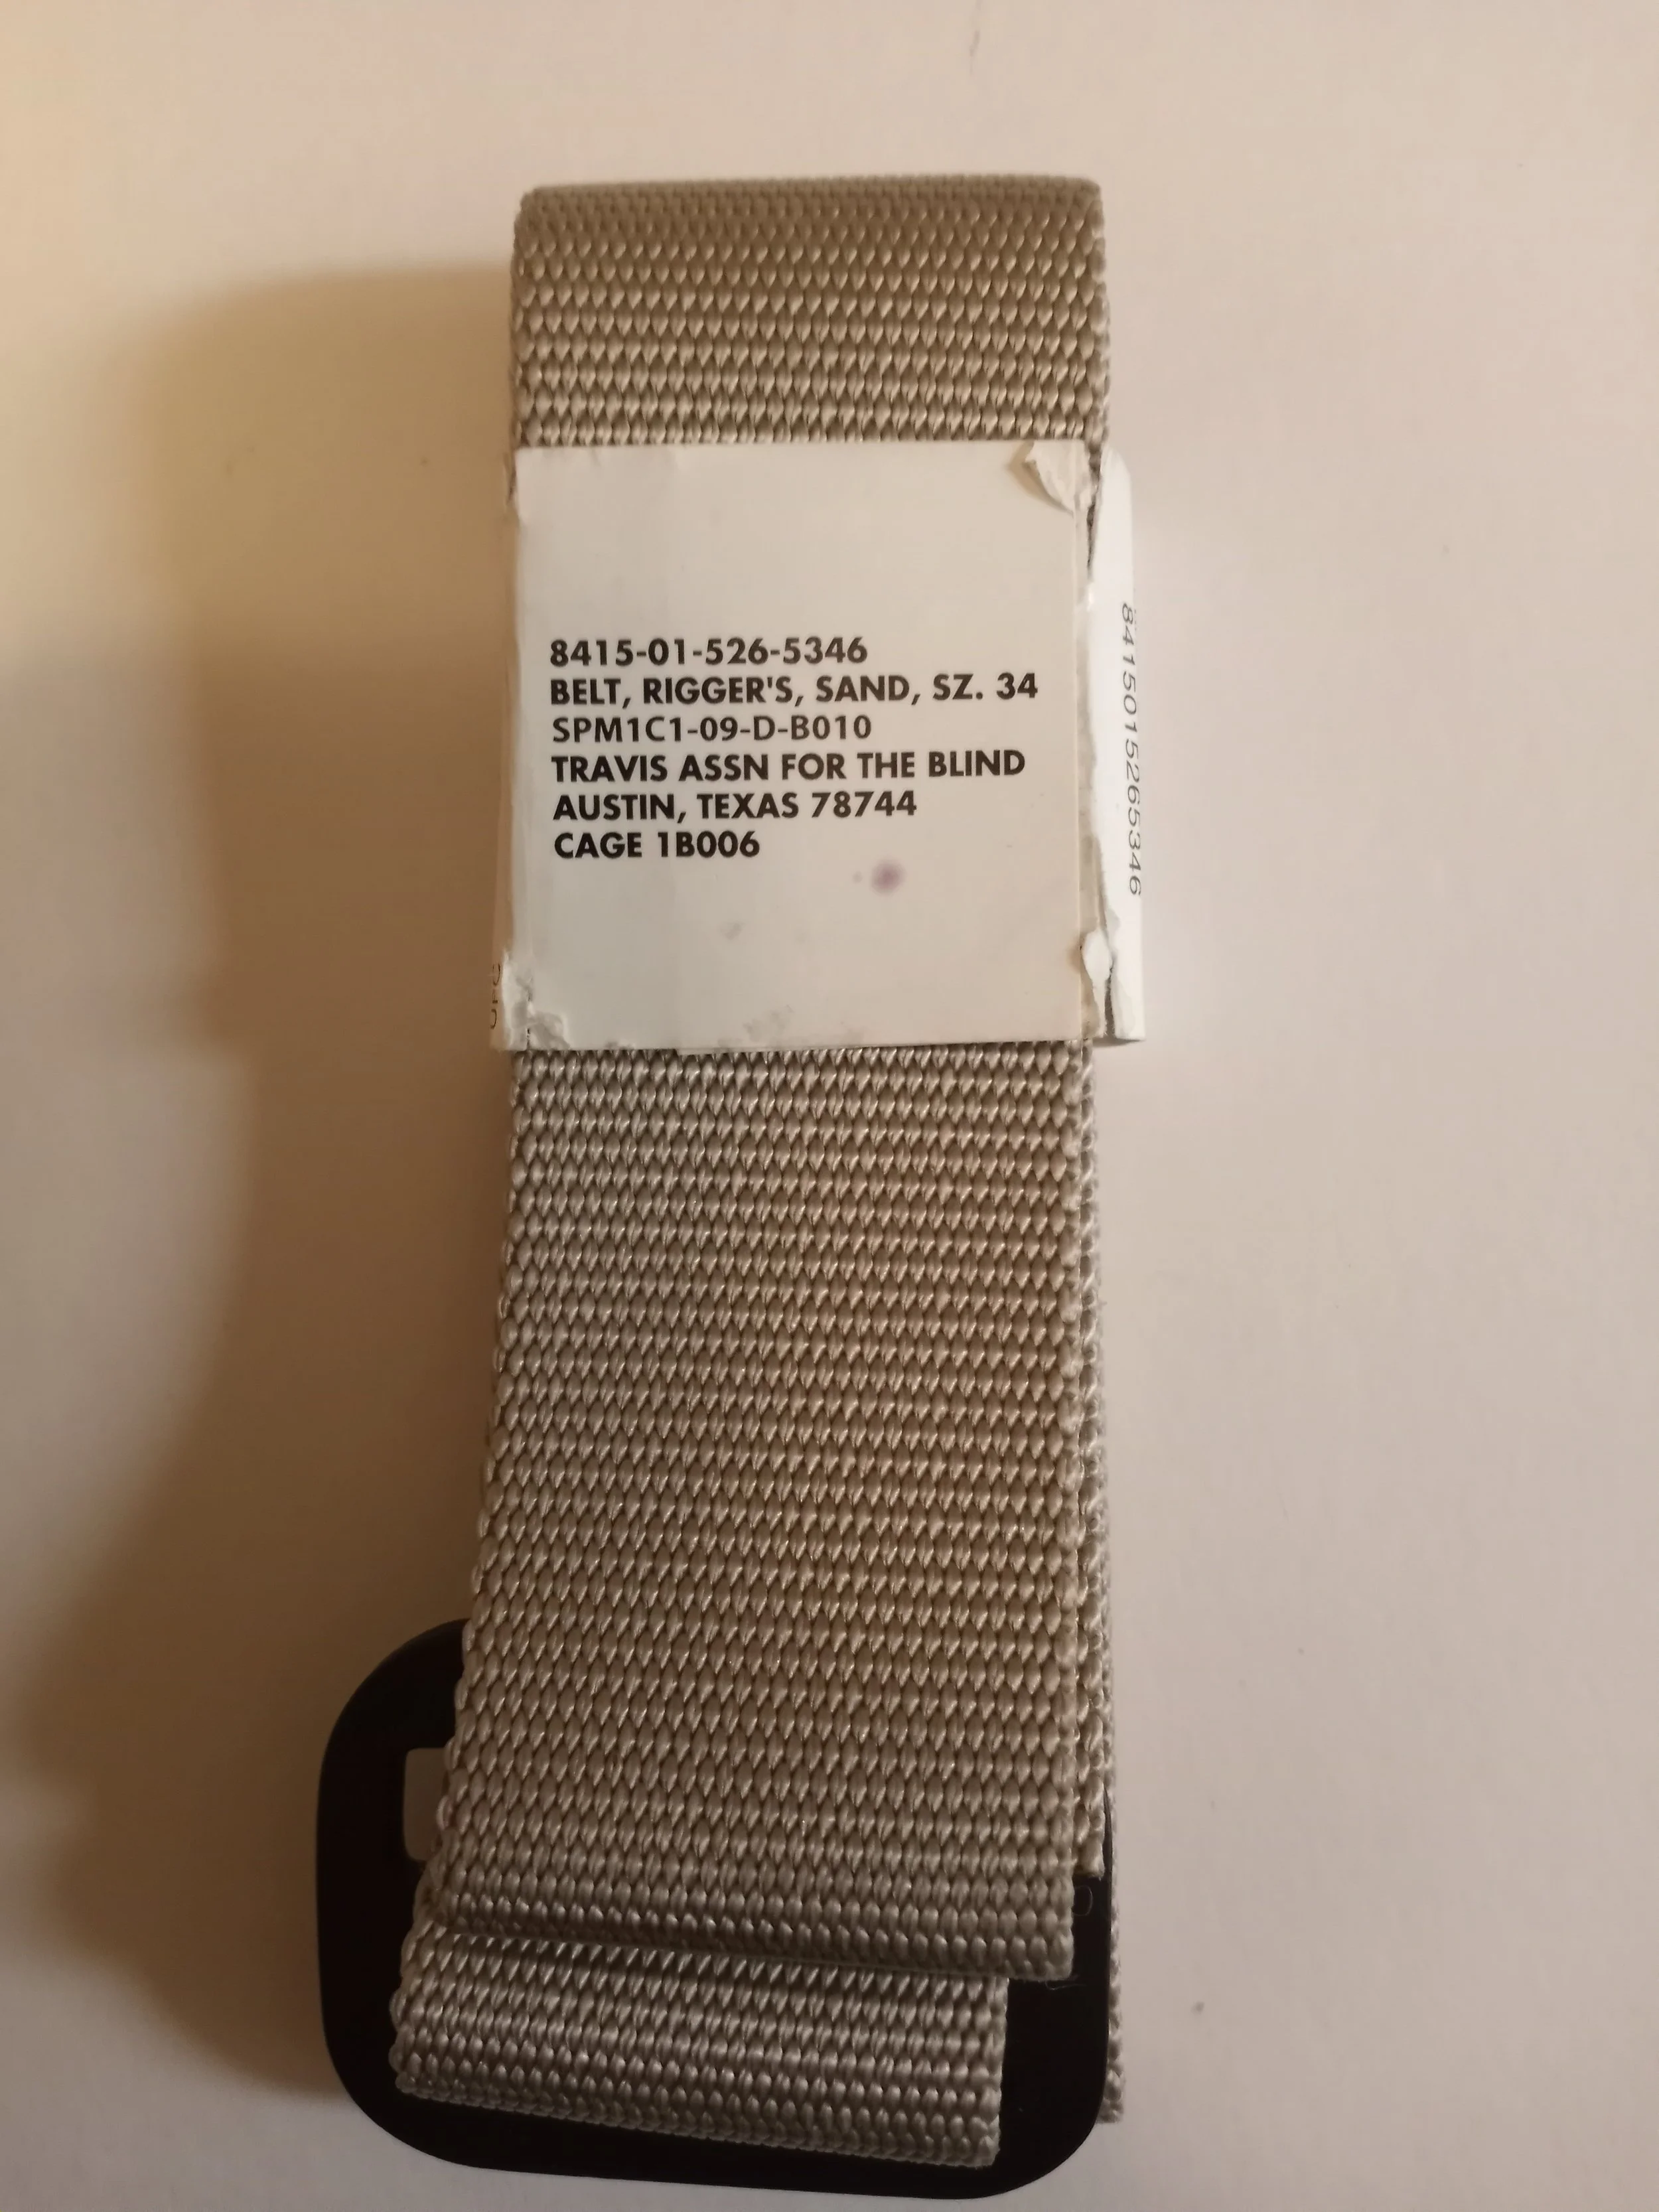 8415-01-526-5346
BELT, RIGGER'S, SAND, SZ. 34
SPM1C1-09-D-B010
TRAVIS ASSN FOR THE BLIND
AUSTIN, TEXAS 78744
CAGE 1B006
8415015265346